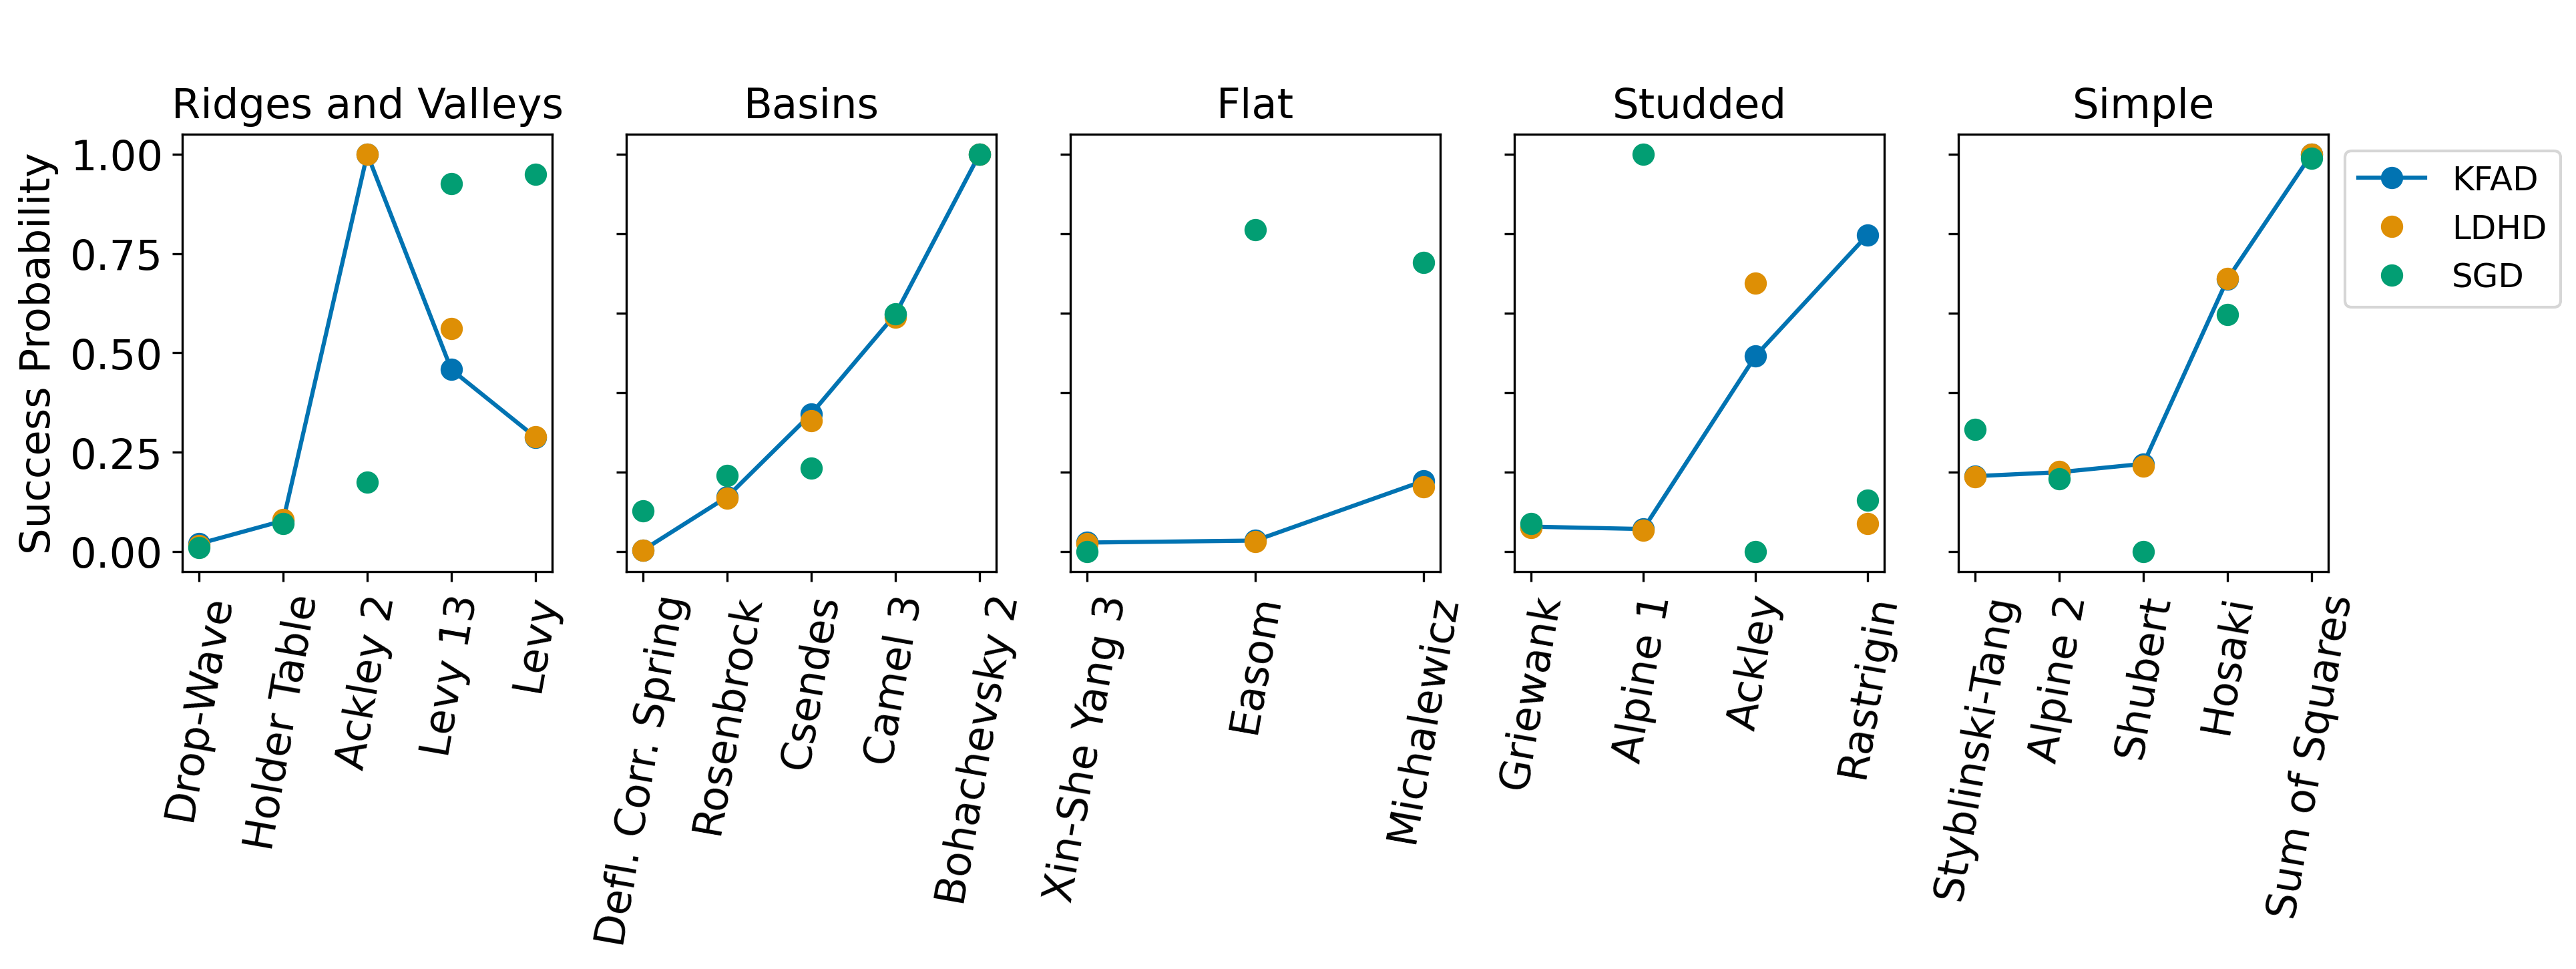 Ridges and Valleys
Basins
Flat
Studded
Simple
Success Probability
1.00
0.75
0.50
0.25
0.00
KFAD
LDHD
SGD
Drop-Wave
Holder Table
Ackley 2
Levy 13
Levy
Defl. Corr. Spring
Rosenbrock
Csendes
Camel 3
Bohachevsky 2
Xin-She Yang 3
Easom
Michalewicz
Griewank
Alpine 1
Ackley
Rastrigin
Styblinski-Tang
Alpine 2
Shubert
Hosaki
Sum of Squares